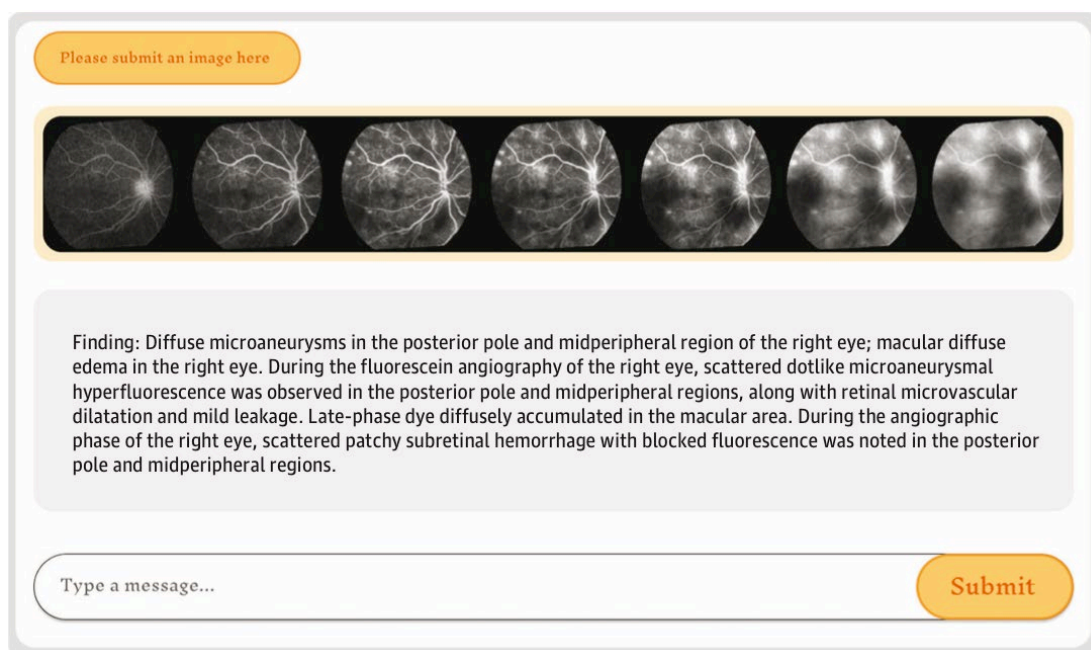 Please submit an image here
Finding: Diffuse microaneurysms in the posterior pole and midperipheral region of the right eye; macular diffuse
edema in the right eye. During the fluorescein angiography of the right eye, scattered dotlike microaneurysmal
hyperfluorescence was observed in the posterior pole and midperipheral regions, along with retinal microvascular
dilatation and mild leakage. Late-phase dye diffusely accumulated in the macular area. During the angiographic
phase of the right eye, scattered patchy subretinal hemorrhage with blocked fluorescence was noted in the posterior
pole and midperipheral regions.
Type a message...
Submit